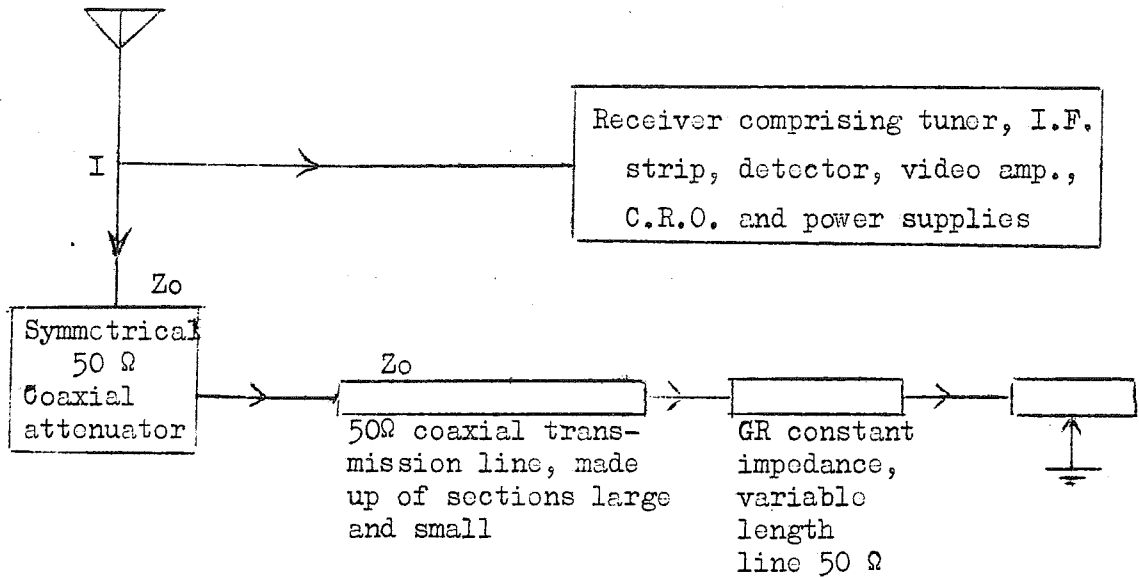 I
Receiver comprising tuner, I.F.
strip, detector, video amp.,
C.R.O. and power supplies
Zo
Symmetrical
50 Ω
Coaxial
attenuator
Zo
50Ω coaxial trans-
mission line, made
up of sections large
and small
GR constant
impedance,
variable
length
line 50 Ω